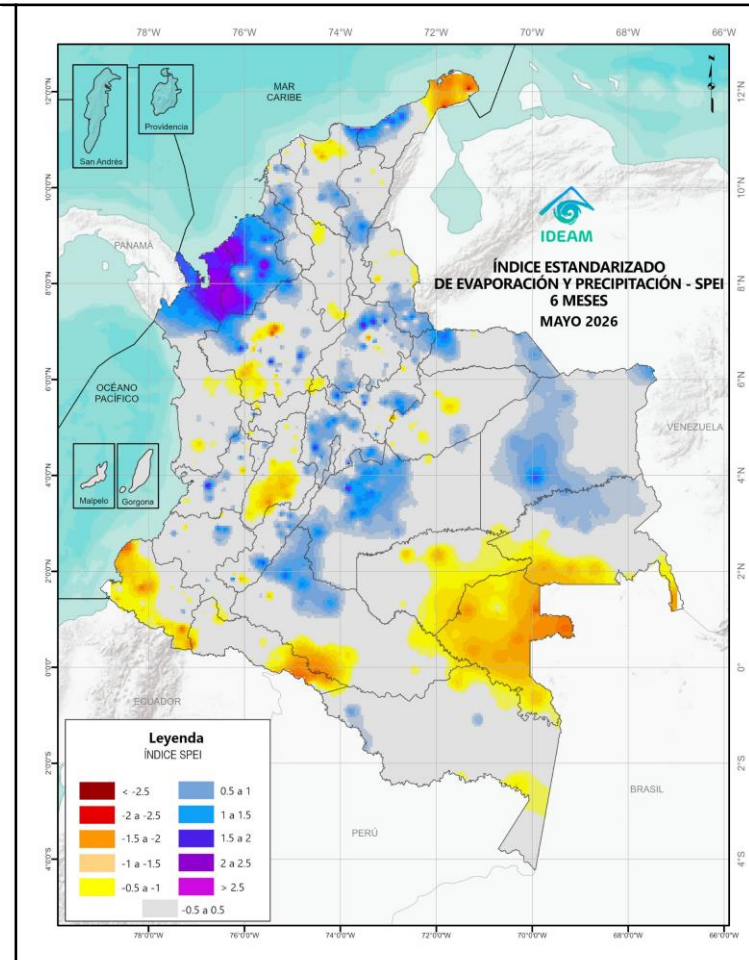 78°W 76°W 74°W 72°W 70°W 68°W 66°W
12°N
10°N
8°N
6°N
4°N
2°N
0°
2°S
4°S
12°0'0"N
10°0'0"N
8°0'0"N
6°0'0"N
4°0'0"N
2°0'0"N
0°0'0"
2°0'0"S
4°0'0"S
N
MAR
CARIBE
San Andrés
Providencia
PANAMÁ
IDEAM
ÍNDICE ESTANDARIZADO
DE EVAPORACIÓN Y PRECIPITACIÓN - SPEI
6 MESES
MAYO 2026
OCÉANO
PACÍFICO
VENEZUELA
Malpelo
Gorgona
ECUADOR
Leyenda
ÍNDICE SPEI
< -2.5
0.5 a 1
-2 a -2.5
1 a 1.5
-1.5 a -2
1.5 a 2
-1 a -1.5
2 a 2.5
-0.5 a -1
> 2.5
-0.5 a 0.5
PERÚ
BRASIL
78°0'0"W 76°0'0"W 74°0'0"W 72°0'0"W 70°0'0"W 68°0'0"W 66°0'0"W